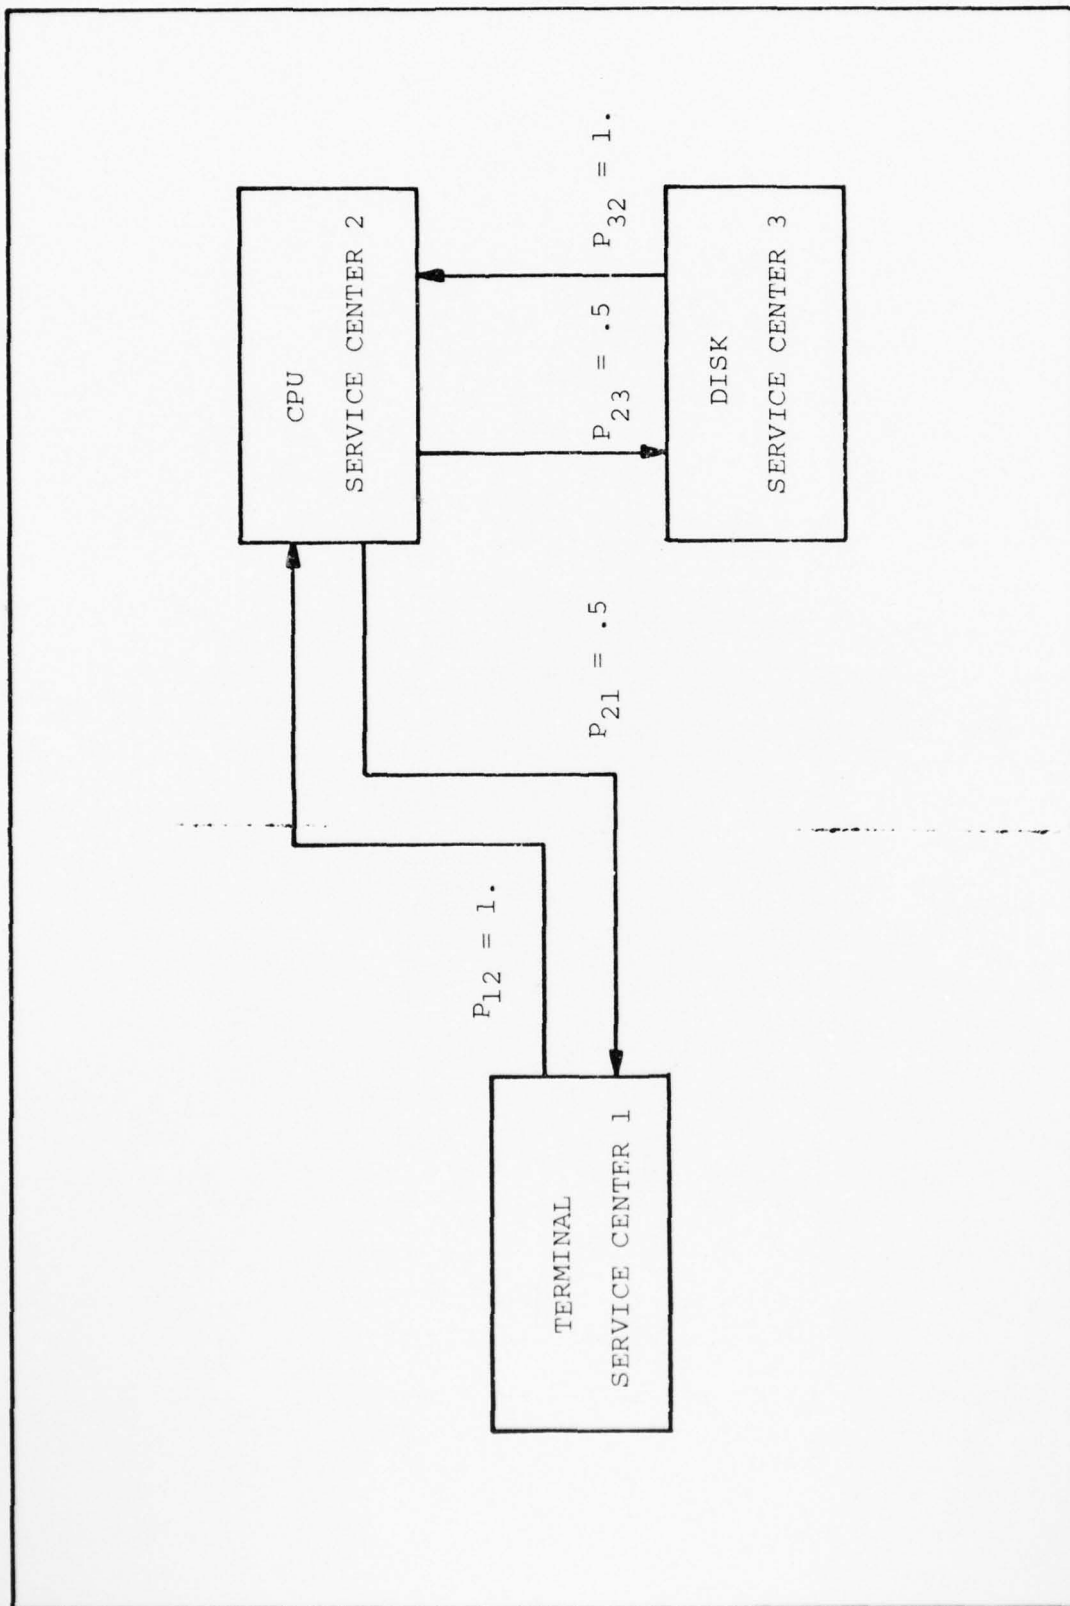 TERMINAL
SERVICE CENTER 1
P12 = 1.
P21 = .5
CPU
SERVICE CENTER 2
P23 = .5
P32 = 1.
DISK
SERVICE CENTER 3